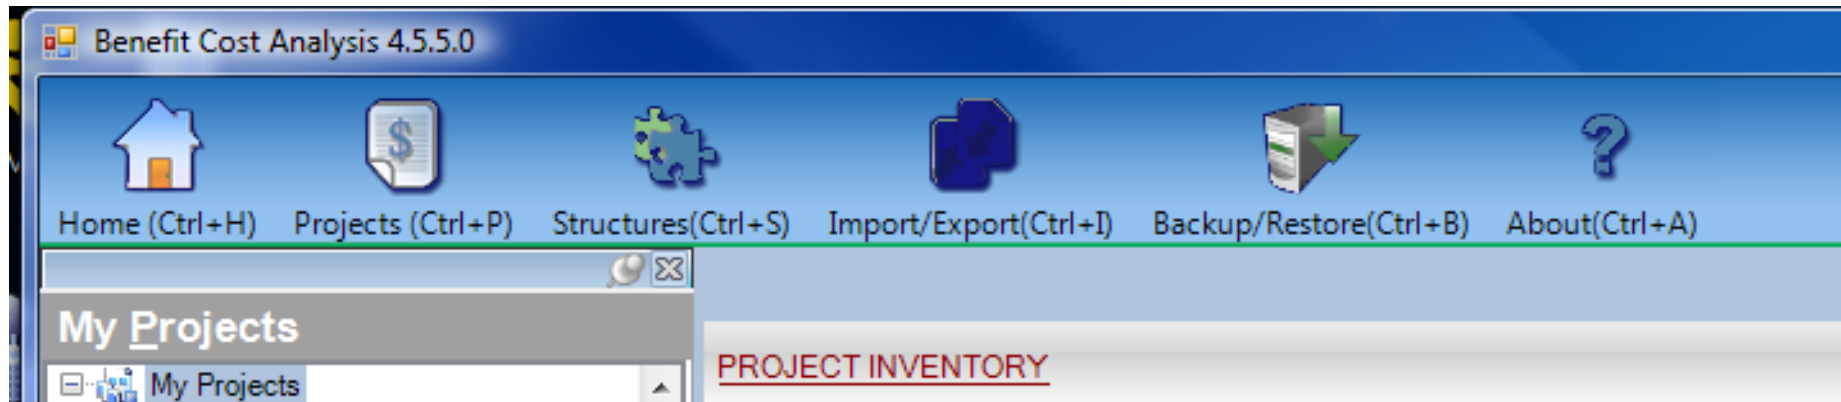 Benefit Cost Analysis 4.5.5.0
Home (Ctrl+H) Projects (Ctrl+P) Structures(Ctrl+S) Import/Export(Ctrl+I) Backup/Restore(Ctrl+B) About(Ctrl+A)
My Projects
My Projects
PROJECT INVENTORY